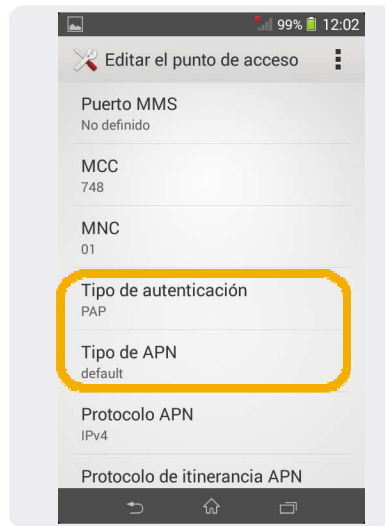 99% 12:02
Editar el punto de acceso
Puerto MMS
No definido
MCC
748
MNC
01
Tipo de autenticación
PAP
Tipo de APN
default
Protocolo APN
IPv4
Protocolo de itinerancia APN